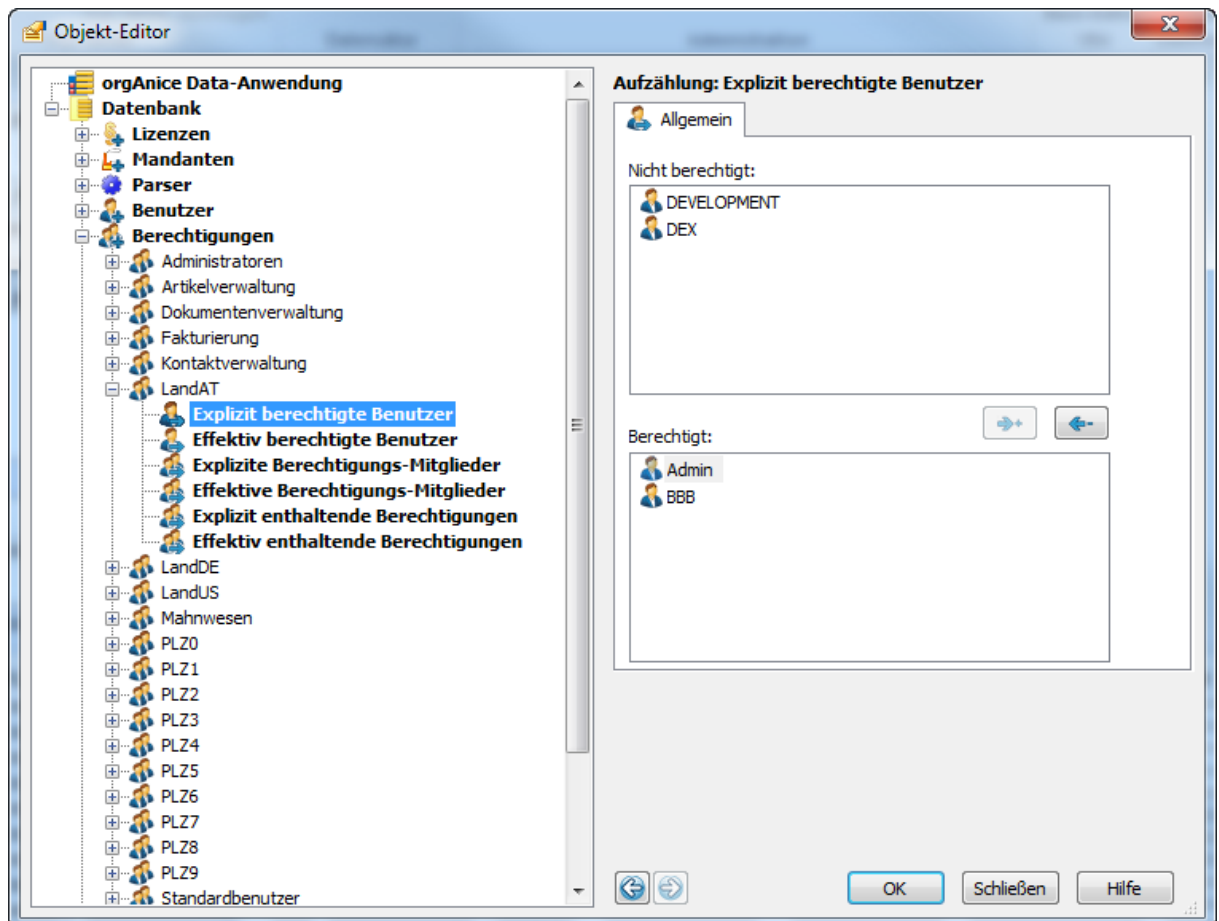 Objekt-Editor
orgAnice Data-Anwendung
Datenbank
Lizenzen
Mandanten
Parser
Benutzer
Berechtigungen
Administratoren
Artikelverwaltung
Dokumentenverwaltung
Fakturierung
Kontaktverwaltung
LandAT
Explizit berechtigte Benutzer
Effektiv berechtigte Benutzer
Explizite Berechtigungs-Mitglieder
Effektive Berechtigungs-Mitglieder
Explizit enthaltende Berechtigungen
Effektiv enthaltende Berechtigungen
LandDE
LandUS
Mahnwesen
PLZ0
PLZ1
PLZ2
PLZ3
PLZ4
PLZ5
PLZ6
PLZ7
PLZ8
PLZ9
Standardbenutzer
Aufzählung: Explizit berechtigte Benutzer
Allgemein
Nicht berechtigt:
DEVELOPMENT
DEX
Berechtigt:
Admin
BBB
OK
Schließen
Hilfe